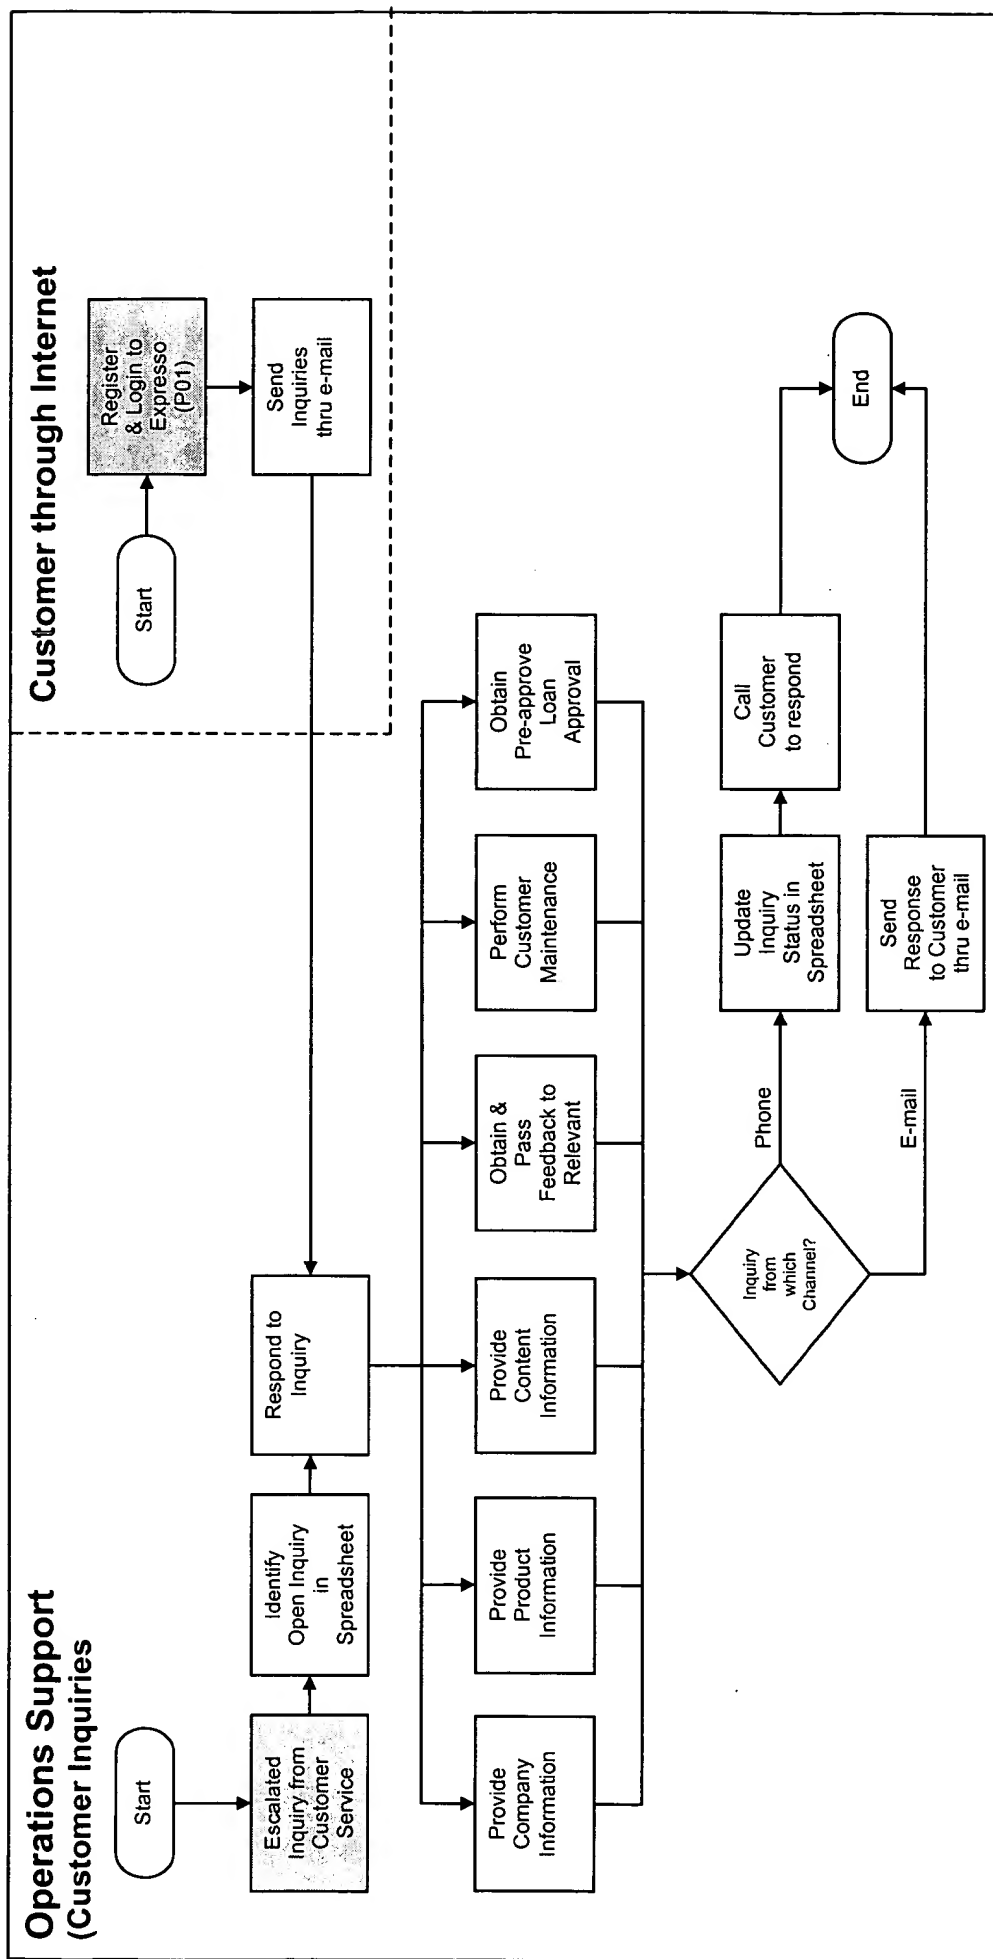 Operations Support
(Customer Inquiries
Customer through Internet
Start
Start
Register
& Login to
Expresso
(P01)
Escalated
Inquiry from
Customer
Service
Identify
Open Inquiry
in
Spreadsheet
Respond to
Inquiry
Send
Inquiries
thru e-mail
Provide
Company
Information
Provide
Product
Information
Provide
Content
Information
Obtain &
Pass
Feedback to
Relevant
Perform
Customer
Maintenance
Obtain
Pre-approve
Loan
Approval
Inquiry
from
which
Channel?
Phone
Update
Inquiry
Status in
Spreadsheet
Call
Customer
to respond
E-mail
Send
Response
to Customer
thru e-mail
End